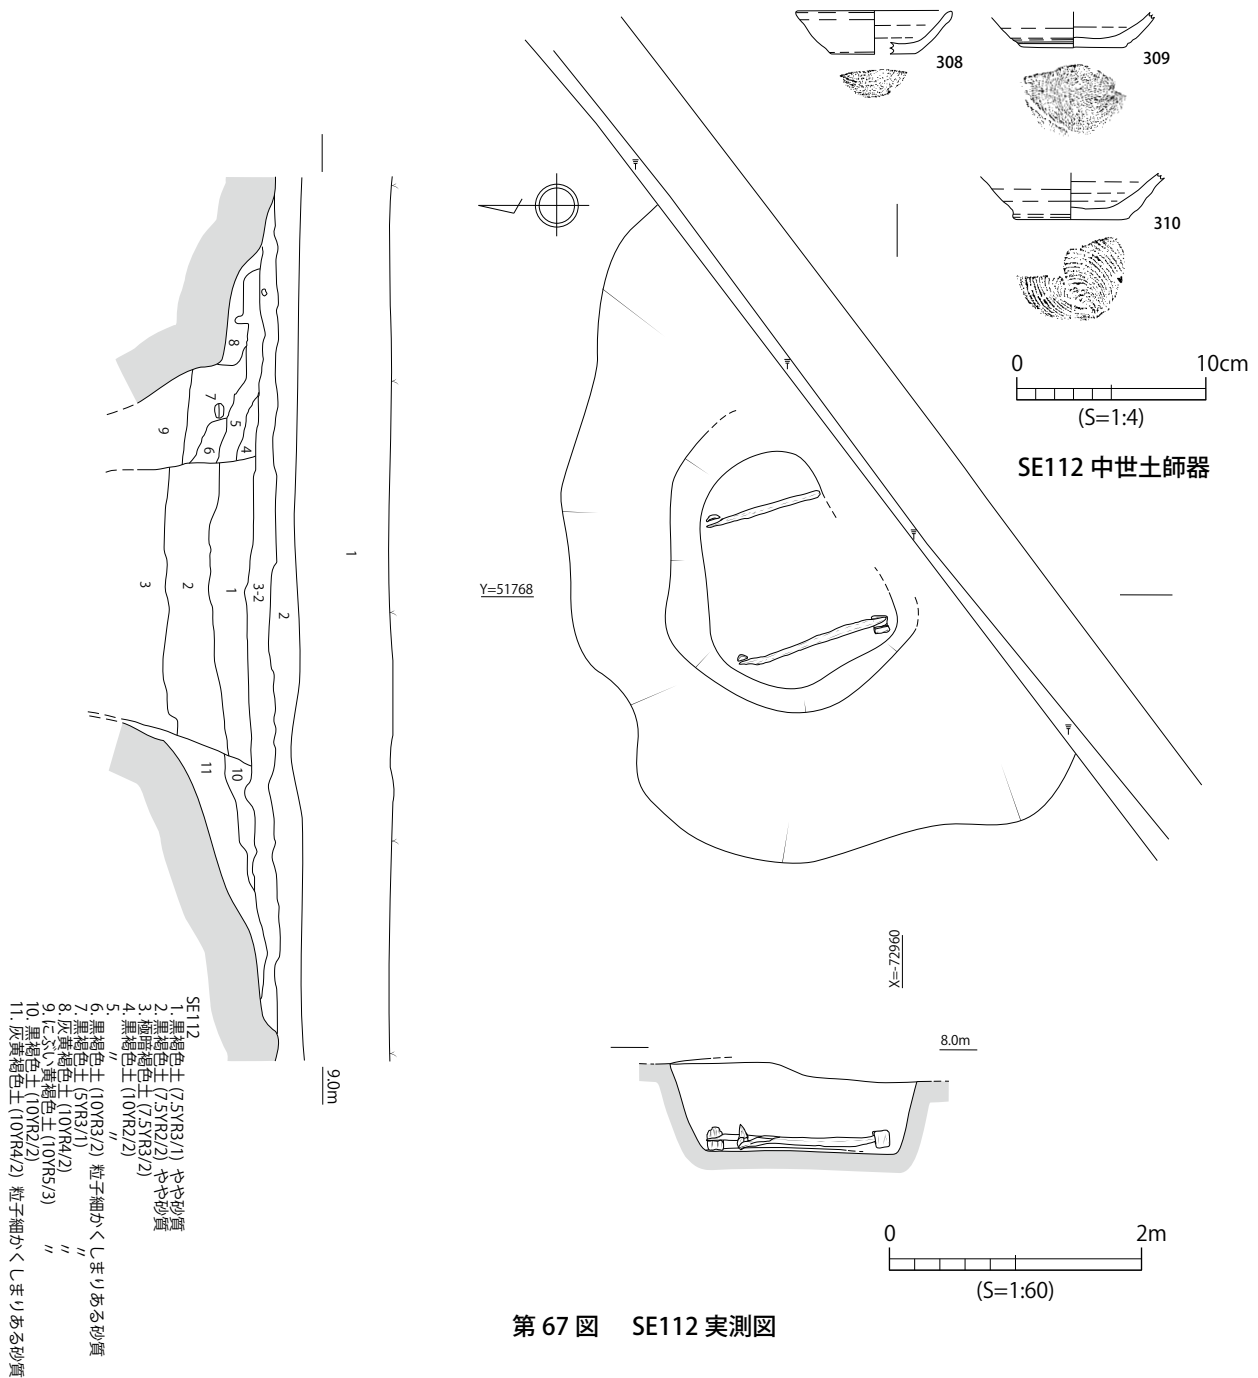 308
309
310
0 10cm
(S=1:4)
SE112 中世土師器
8
7
9
5
6
4
3
2
1
3-2
2
1
11
10
9.0m
Y=51768
X=-72960
8.0m
SE112
1. 黒褐色土 (7.5YR3/1) やや砂質
2. 黒褐色土 (7.5YR2/2) やや砂質
3. 極暗褐色土 (7.5YR3/2)
4. 黒褐色土 (10YR2/2)
5. 〃 〃
6. 黒褐色土 (10YR3/2) 粒子細かくしまりある砂質
7. 黒褐色土 (5YR3/1) 〃
8. 灰黄褐色土 (10YR4/2) 〃
9. にぶい黄褐色土 (10YR5/3) 〃
10. 黒褐色土 (10YR2/2)
11. 灰黄褐色土 (10YR4/2) 粒子細かくしまりある砂質
0 2m
(S=1:60)
第 67 図 SE112 実測図